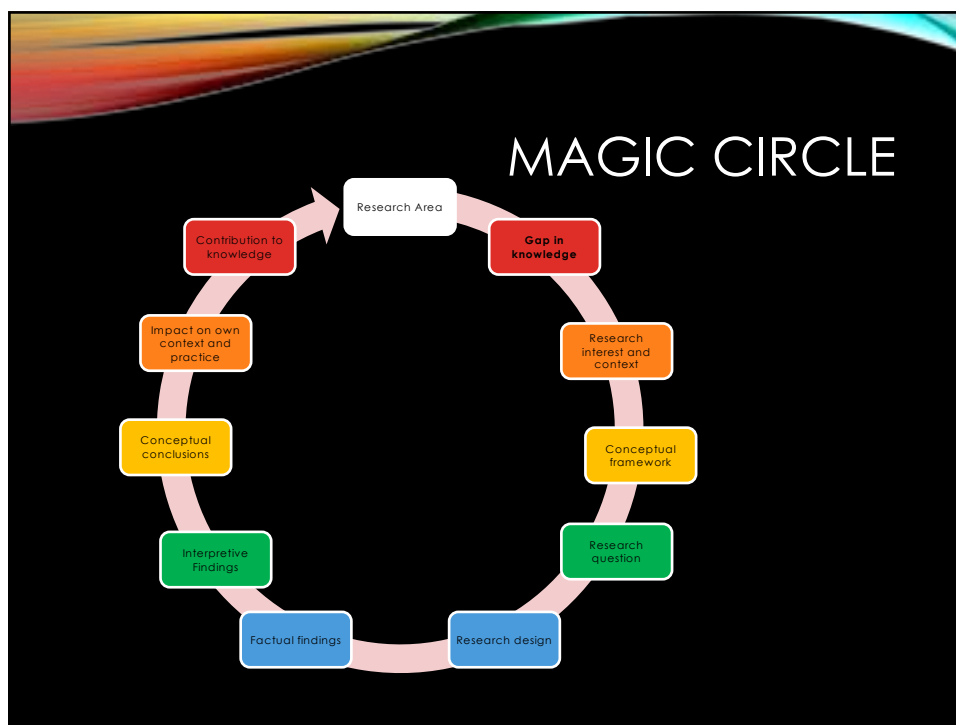 MAGIC CIRCLE
Research Area
Gap in
knowledge
Research
interest and
context
Conceptual
framework
Research
question
Research design
Factual findings
Interpretive
Findings
Conceptual
conclusions
Impact on own
context and
practice
Contribution to
knowledge